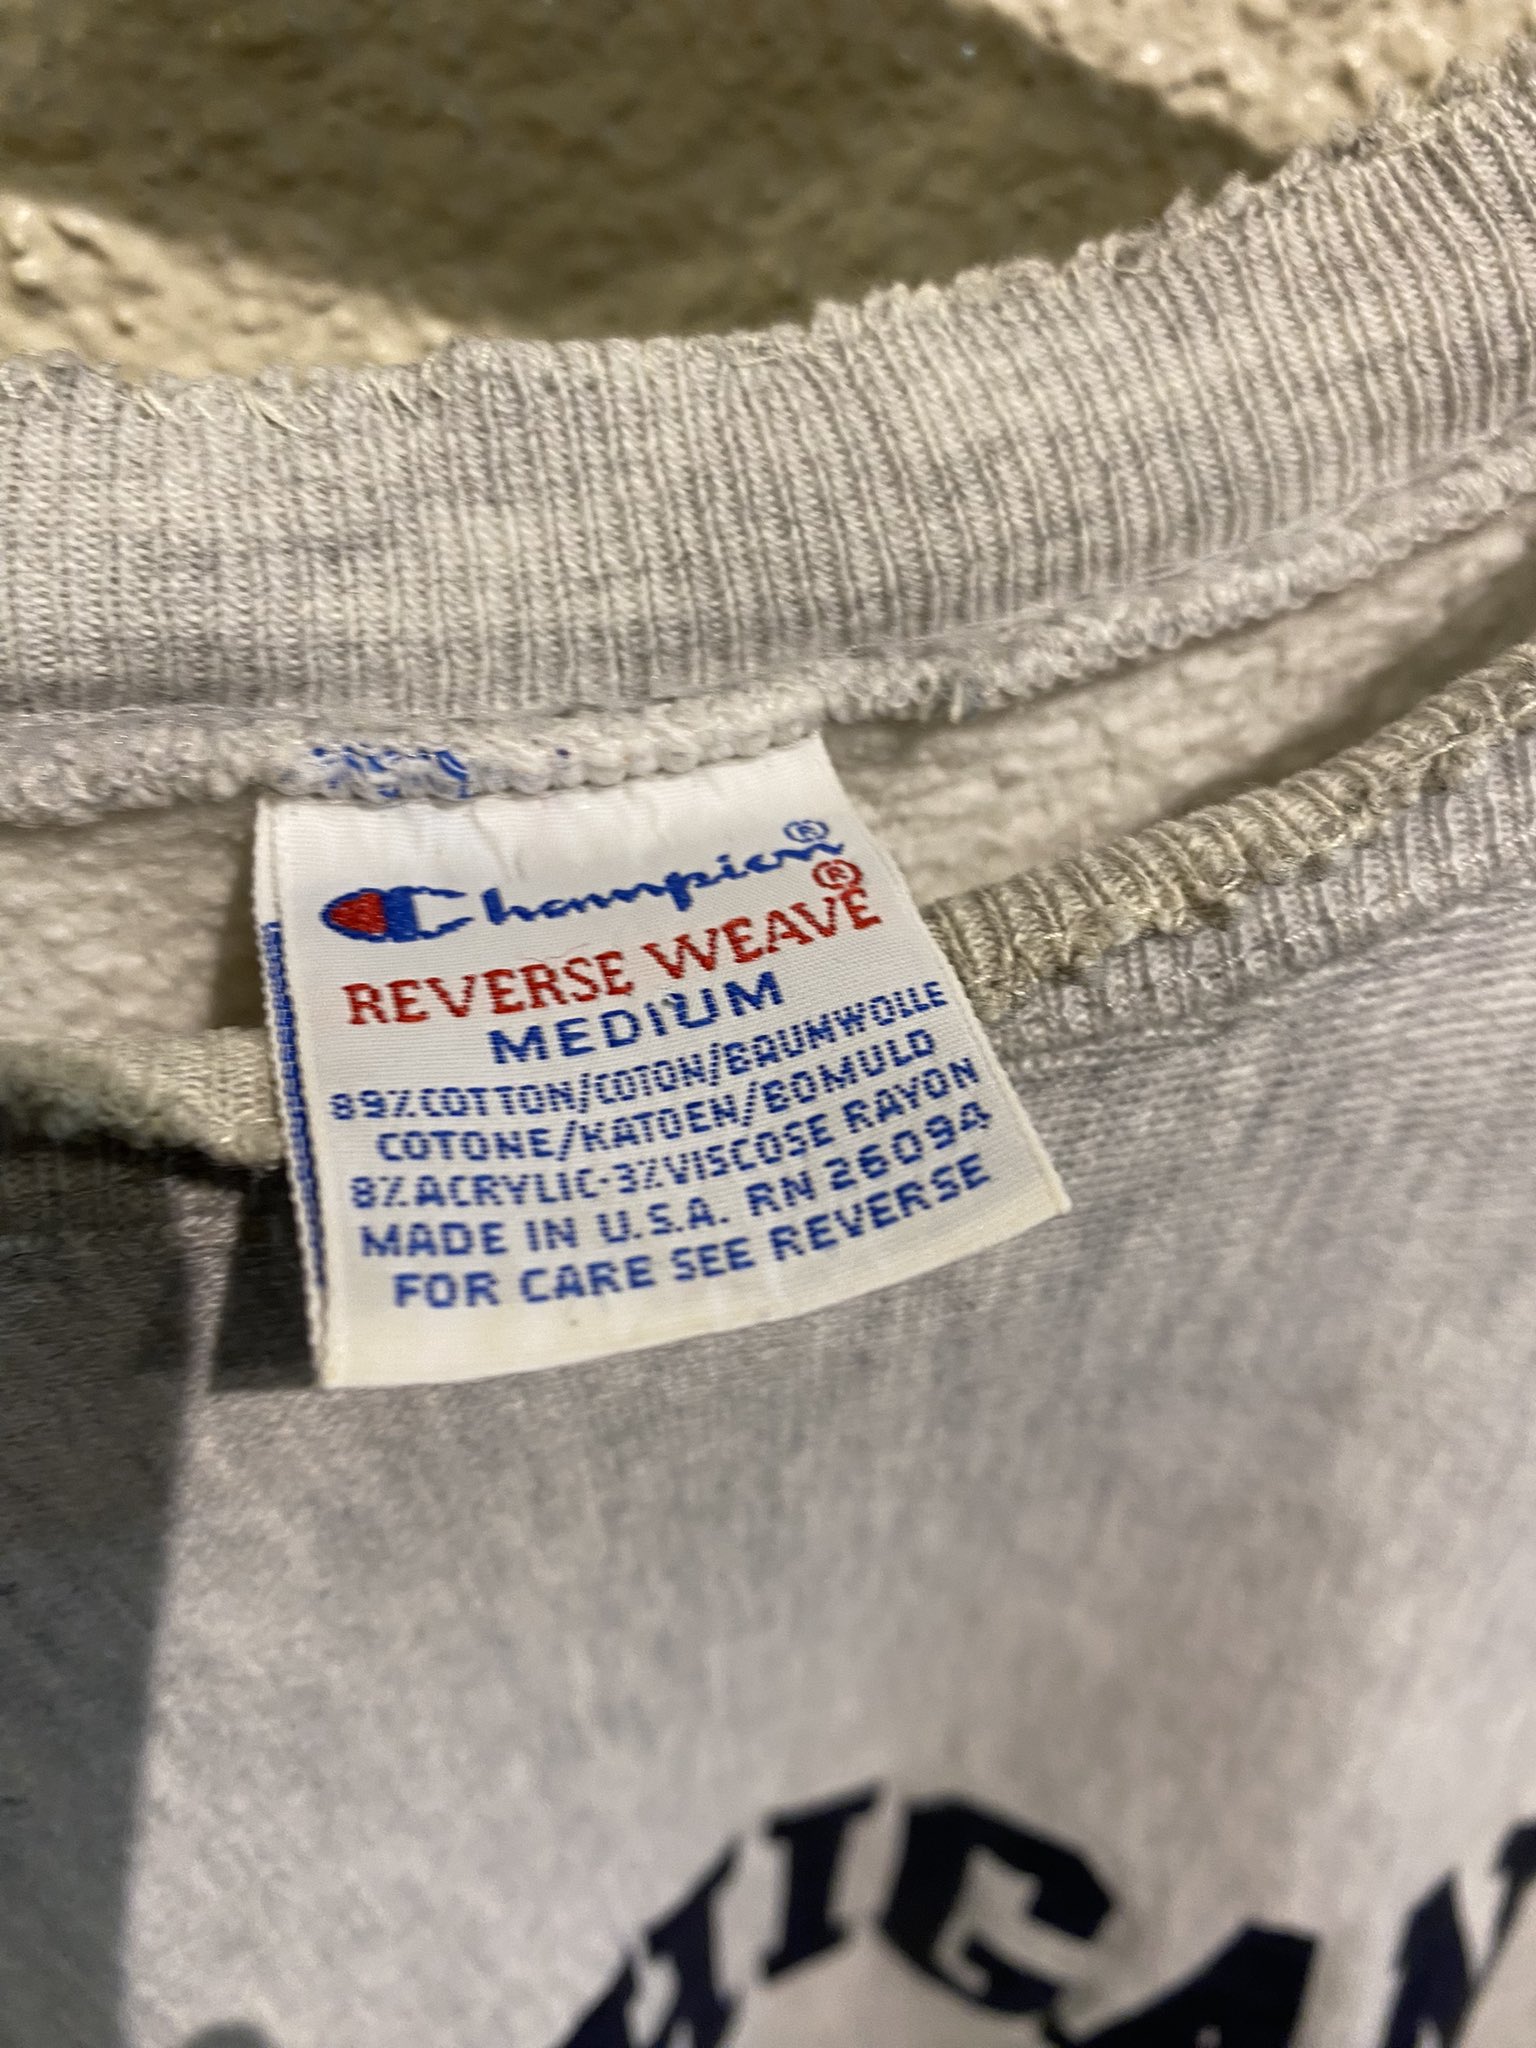 Champion®
REVERSE WEAVE®
MEDIUM
89%COTTON/COTON/BAUMWOLLE
COTONE/KATOEN/BOMULD
8%ACRYLIC-3%VISCOSE RAYON
MADE IN U.S.A. RN 26094
FOR CARE SEE REVERSE
HIGAN